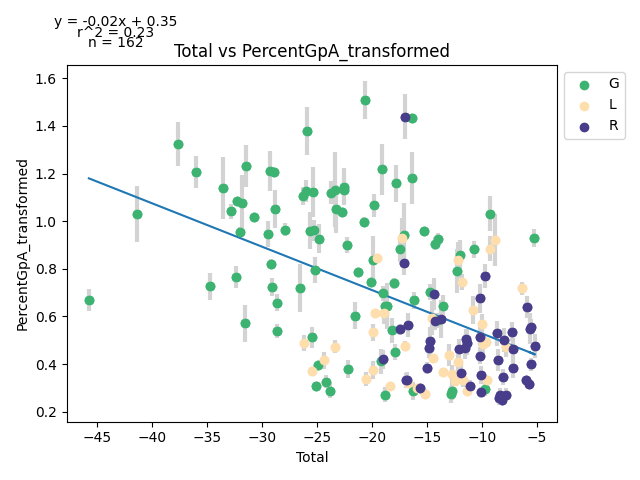 y = -0.02x + 0.35
r^2 = 0.23
n = 162
Total vs PercentGpA_transformed
1.6
1.4
1.2
1.0
0.8
0.6
0.4
0.2
PercentGpA_transformed
−45
−40
−35
−30
−25
−20
−15
−10
−5
Total
G
L
R